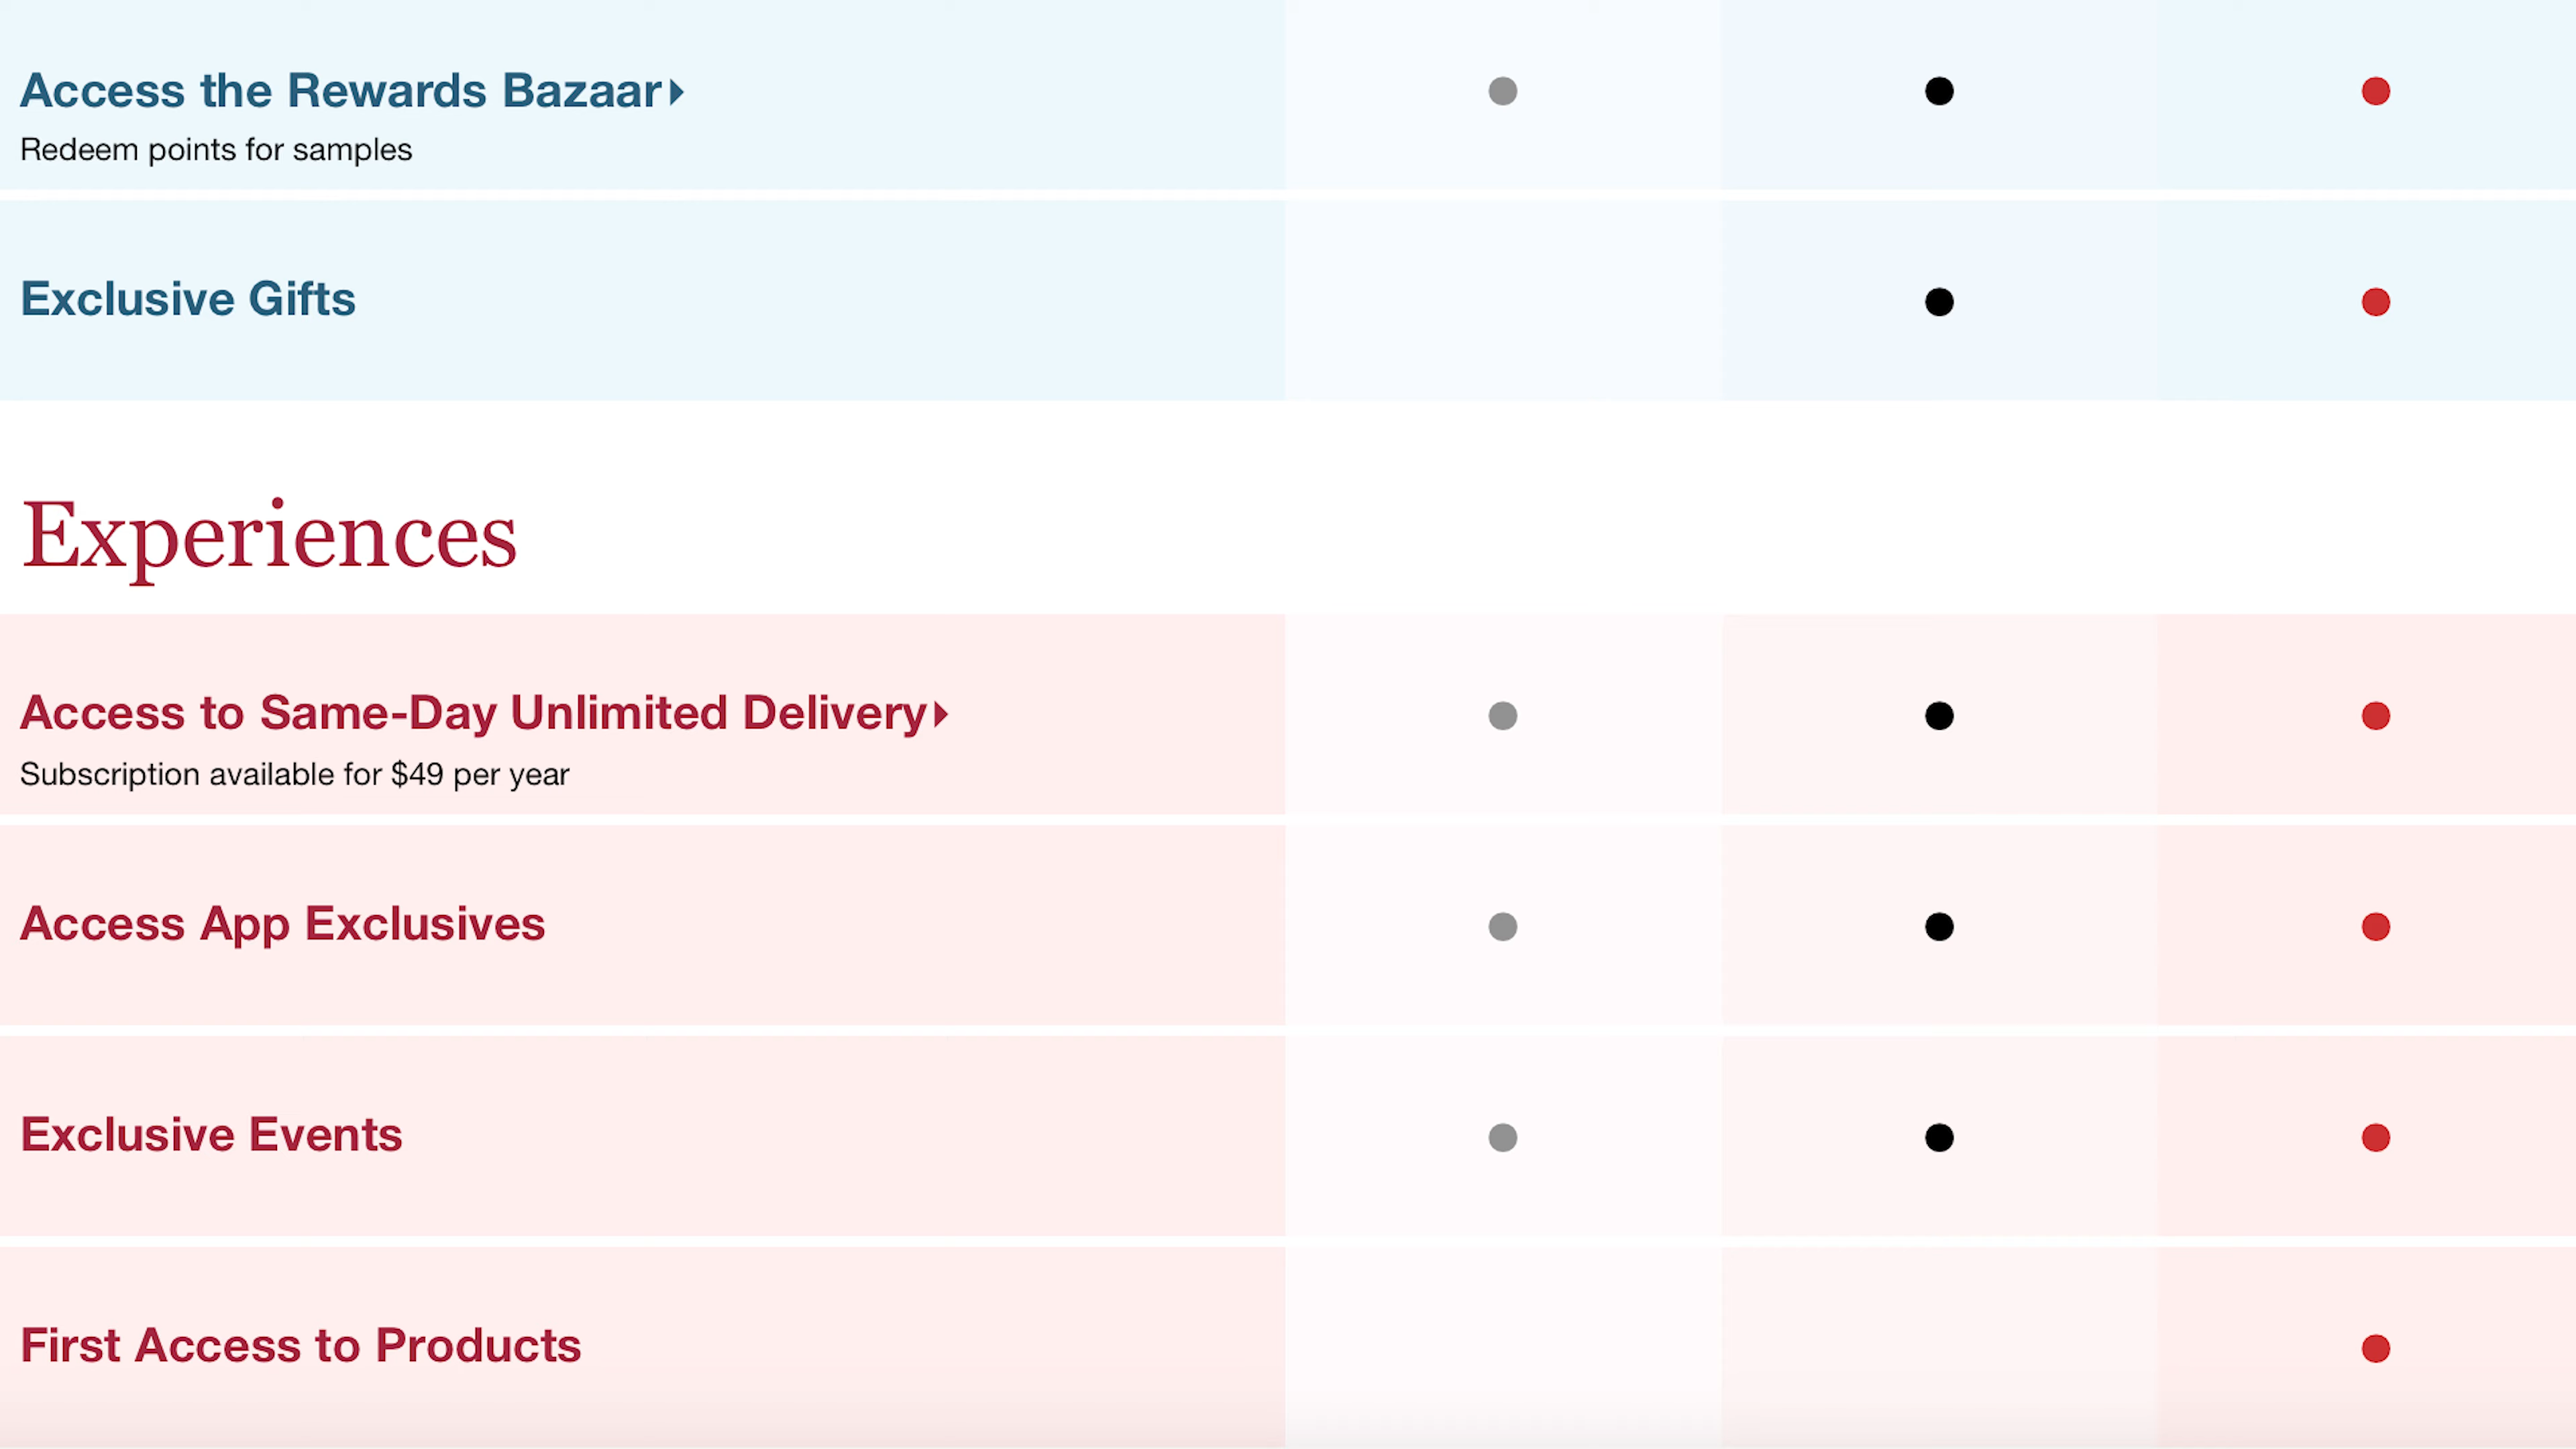 Access the Rewards Bazaar
Redeem points for samples
Exclusive Gifts
Experiences
Access to Same-Day Unlimited Delivery
Subscription available for $49 per year
Access App Exclusives
Exclusive Events
First Access to Products